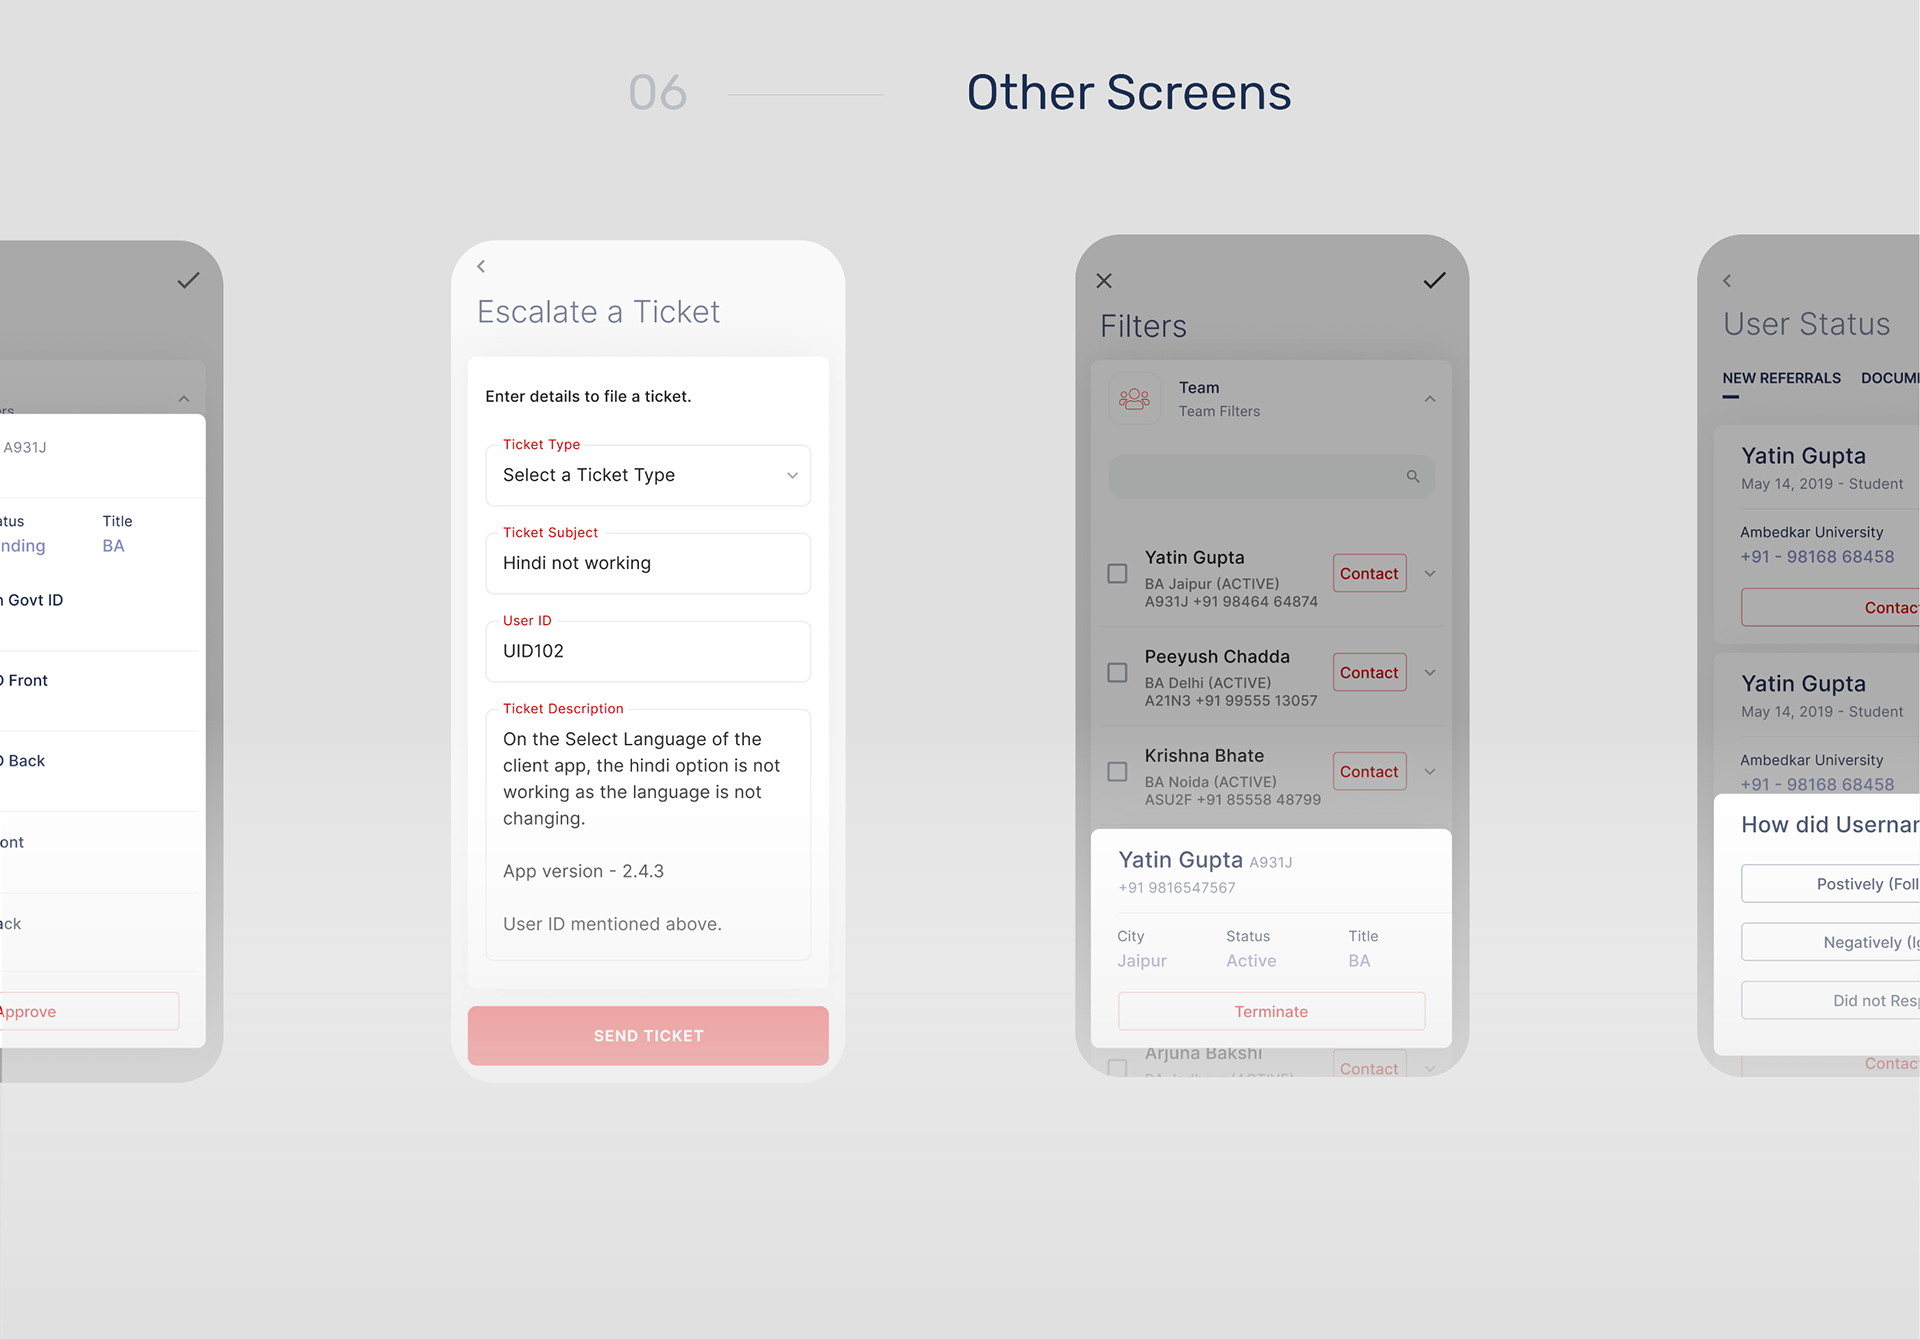 06
Other Screens
ers
A931J
atus
Title
nding
BA
n Govt ID
D Front
D Back
ont
ack
Approve
Escalate a Ticket
Enter details to file a ticket.
Ticket Type
Select a Ticket Type
Ticket Subject
Hindi not working
User ID
UID102
Ticket Description
On the Select Language of the
client app, the hindi option is not
working as the language is not
changing.
App version - 2.4.3
User ID mentioned above.
SEND TICKET
Filters
Team
Team Filters
Yatin Gupta
BA Jaipur (ACTIVE)
A931J +91 98464 64874
Contact
Peeyush Chadda
BA Delhi (ACTIVE)
A21N3 +91 99555 13057
Contact
Krishna Bhate
BA Noida (ACTIVE)
ASU2F +91 85558 48799
Contact
Yatin Gupta A931J
+91 9816547567
City
Status
Title
Jaipur
Active
BA
Terminate
Arjuna Bakshi
Contact
User Status
NEW REFERRALS
DOCUM
Yatin Gupta
May 14, 2019 - Student
Ambedkar University
+91 - 98168 68458
Contac
Yatin Gupta
May 14, 2019 - Student
Ambedkar University
+91 - 98168 68458
How did Userna
Postively (Foll
Negatively (Ig
Did not Resp
Contac